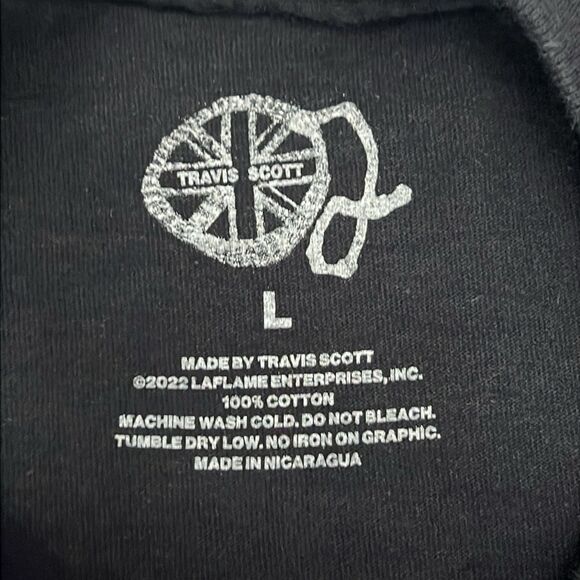 TRAVIS SCOTT
L
MADE BY TRAVIS SCOTT
©2022 LAFLAME ENTERPRISES, INC.
100% COTTON
MACHINE WASH COLD. DO NOT BLEACH.
TUMBLE DRY LOW. NO IRON ON GRAPHIC.
MADE IN NICARAGUA